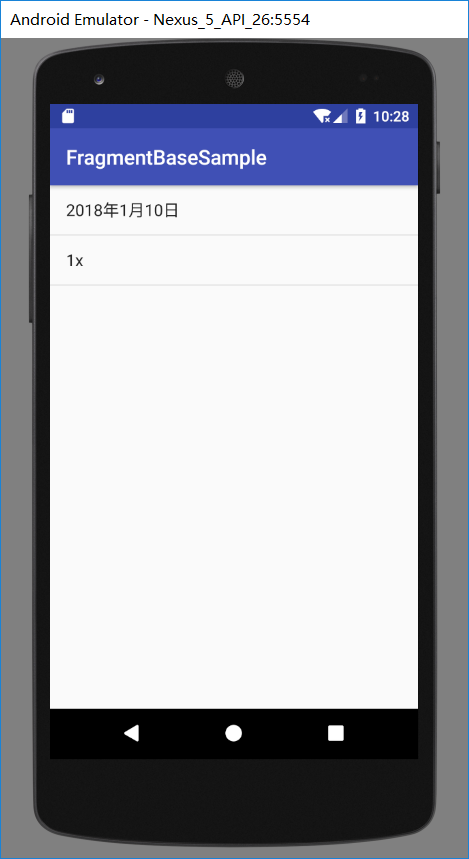 Android Emulator - Nexus_5_API_26:5554
10:28
FragmentBaseSample
2018年1月10日
1x